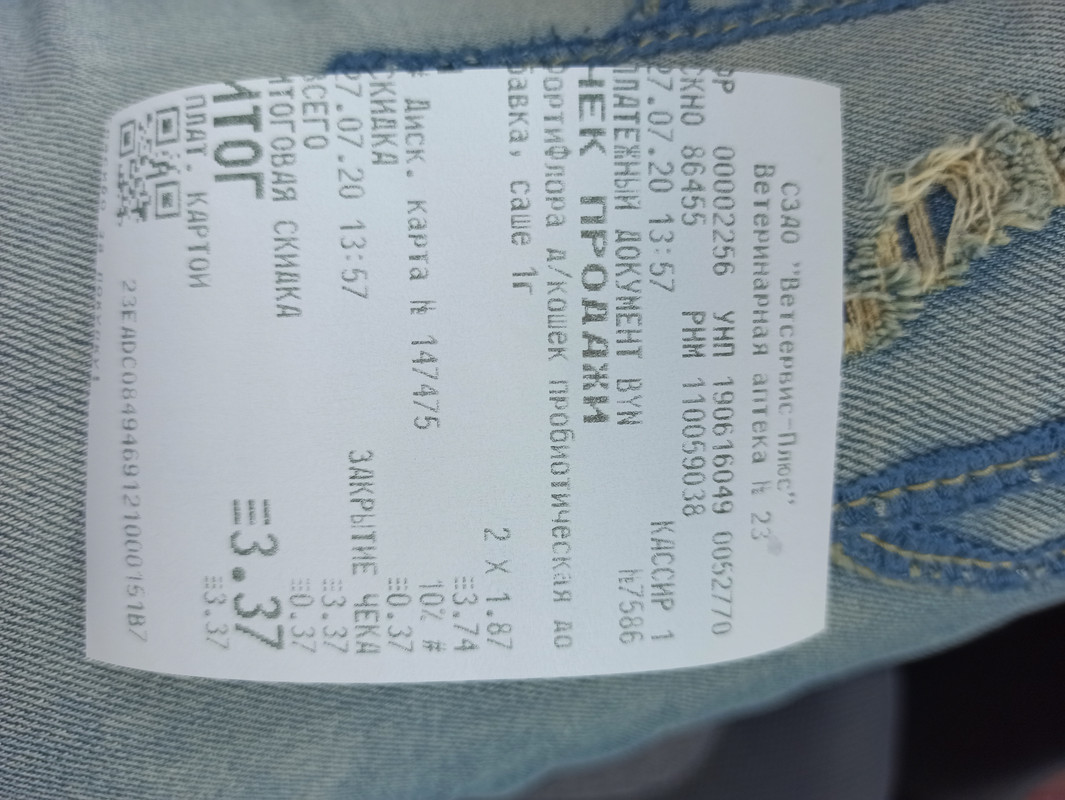 СЗАО "Ветсервис-Плюс"
Ветеринарная аптека № 23
ОР 00002256 УНП 190616049 0052770
СКНО 86455 РНМ 110059038
27.07.20 13:57 КАССИР 1
ПЛАТЕЖНЫЙ ДОКУМЕНТ BYN №7586
ЧЕК ПРОДАЖИ
Фортифлора д/кошек пробиотическая до
бавка, саше 1г
2 X 1.87
≡3.74
# Диск. карта № 147475 10% #
СКИДКА ≡0.37
27.07.20 13:57 ЗАКРЫТИЕ ЧЕКА
ВСЕГО ≡3.37
ИТОГОВАЯ СКИДКА ≡0.37
ИТОГ ≡3.37
ПЛАТ. КАРТОЙ ≡3.37